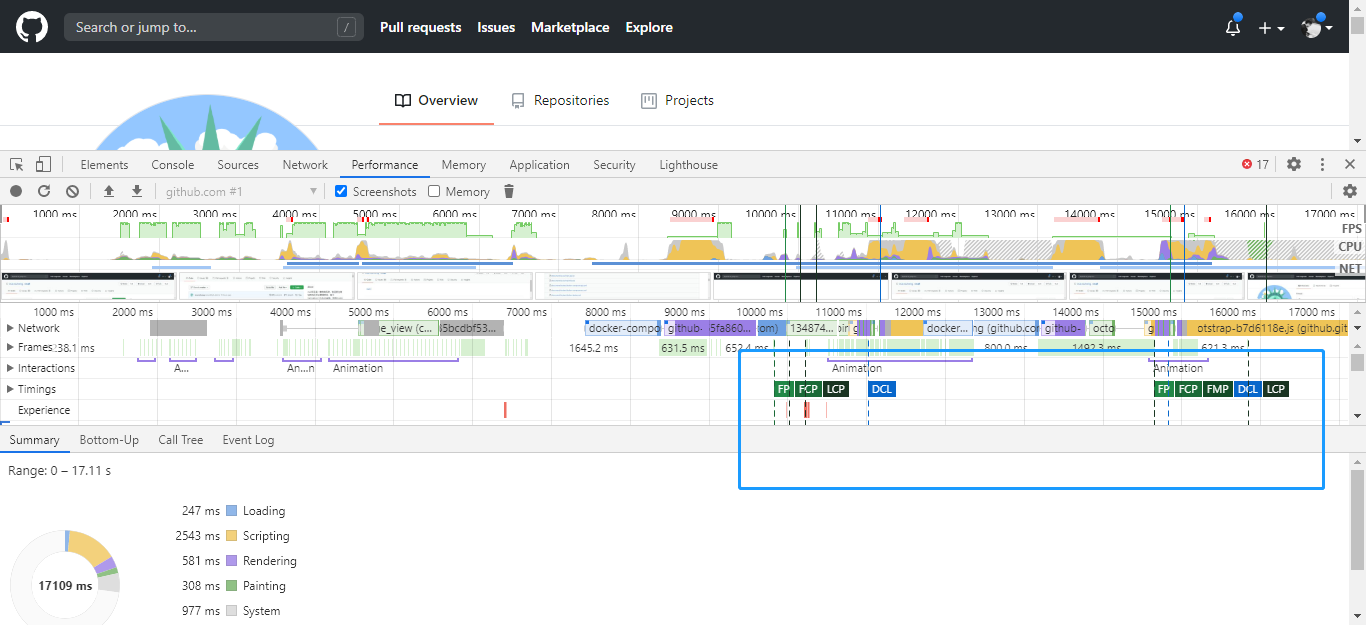 Search or jump to... / Pull requests Issues Marketplace Explore
Overview Repositories Projects
Elements Console Sources Network Performance Memory Application Security Lighthouse 17
github.com #1 Screenshots Memory
1000 ms 2000 ms 3000 ms 4000 ms 5000 ms 6000 ms 7000 ms 8000 ms 9000 ms 10000 ms 11000 ms 12000 ms 13000 ms 14000 ms 15000 ms 16000 ms 17000 ms
FPS
CPU
NET
1000 ms 2000 ms 3000 ms 4000 ms 5000 ms 6000 ms 7000 ms 8000 ms 9000 ms 10000 ms 11000 ms 12000 ms 13000 ms 14000 ms 15000 ms 16000 ms 17000 ms
Network ne_view (c... 5bcdbf53... docker-compo github- 5fa860... om) 134874... docker... ng (github.co github- octo otstrap-b7d6118e.js (github.git
Frames 38.1 ms 1645.2 ms 631.5 ms 652.4 ms 800.0 ms 1492.3 ms 621.3 ms
Interactions A... An...n Animation Animation Animation
Timings FP FCP LCP DCL FP FCP FMP DCL LCP
Experience
Summary Bottom-Up Call Tree Event Log
Range: 0 – 17.11 s
247 ms Loading
2543 ms Scripting
581 ms Rendering
17109 ms
308 ms Painting
977 ms System